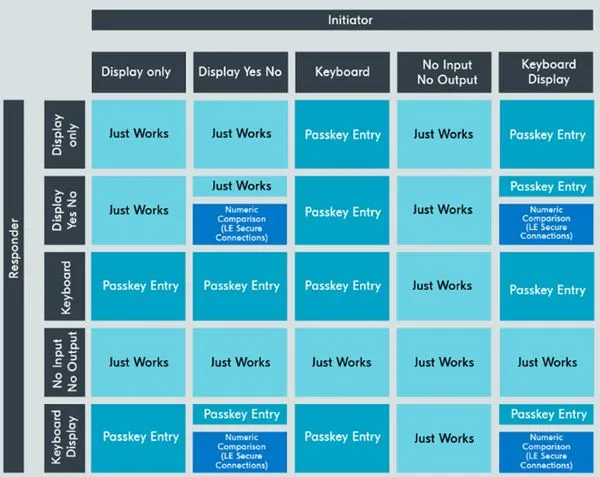 Initiator
Display only
Display Yes No
Keyboard
No Input
No Output
Keyboard
Display
Responder
Display
only
Just Works
Just Works
Passkey Entry
Just Works
Passkey Entry
Display
Yes No
Just Works
Just Works
Numeric
Comparison
(LE Secure
Connections)
Passkey Entry
Just Works
Passkey Entry
Numeric
Comparison
(LE Secure
Connections)
Keyboard
Passkey Entry
Passkey Entry
Passkey Entry
Just Works
Passkey Entry
No Input
No Output
Just Works
Just Works
Just Works
Just Works
Just Works
Keyboard
Display
Passkey Entry
Passkey Entry
Numeric
Comparison
(LE Secure
Connections)
Passkey Entry
Just Works
Passkey Entry
Numeric
Comparison
(LE Secure
Connections)